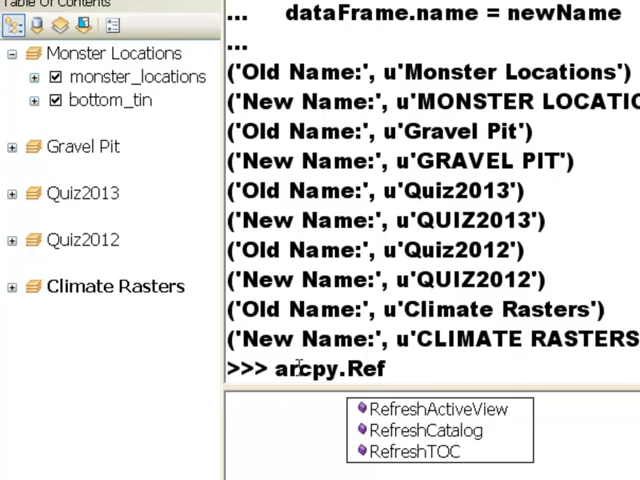 Table Of Contents
Monster Locations
monster_locations
bottom_tin
Gravel Pit
Quiz2013
Quiz2012
Climate Rasters
... dataFrame.name = newName
...
('Old Name:', u'Monster Locations')
('New Name:', u'MONSTER LOCATIO
('Old Name:', u'Gravel Pit')
('New Name:', u'GRAVEL PIT')
('Old Name:', u'Quiz2013')
('New Name:', u'QUIZ2013')
('Old Name:', u'Quiz2012')
('New Name:', u'QUIZ2012')
('Old Name:', u'Climate Rasters')
('New Name:', u'CLIMATE RASTERS
>>> arcpy.Ref
RefreshActiveView
RefreshCatalog
RefreshTOC